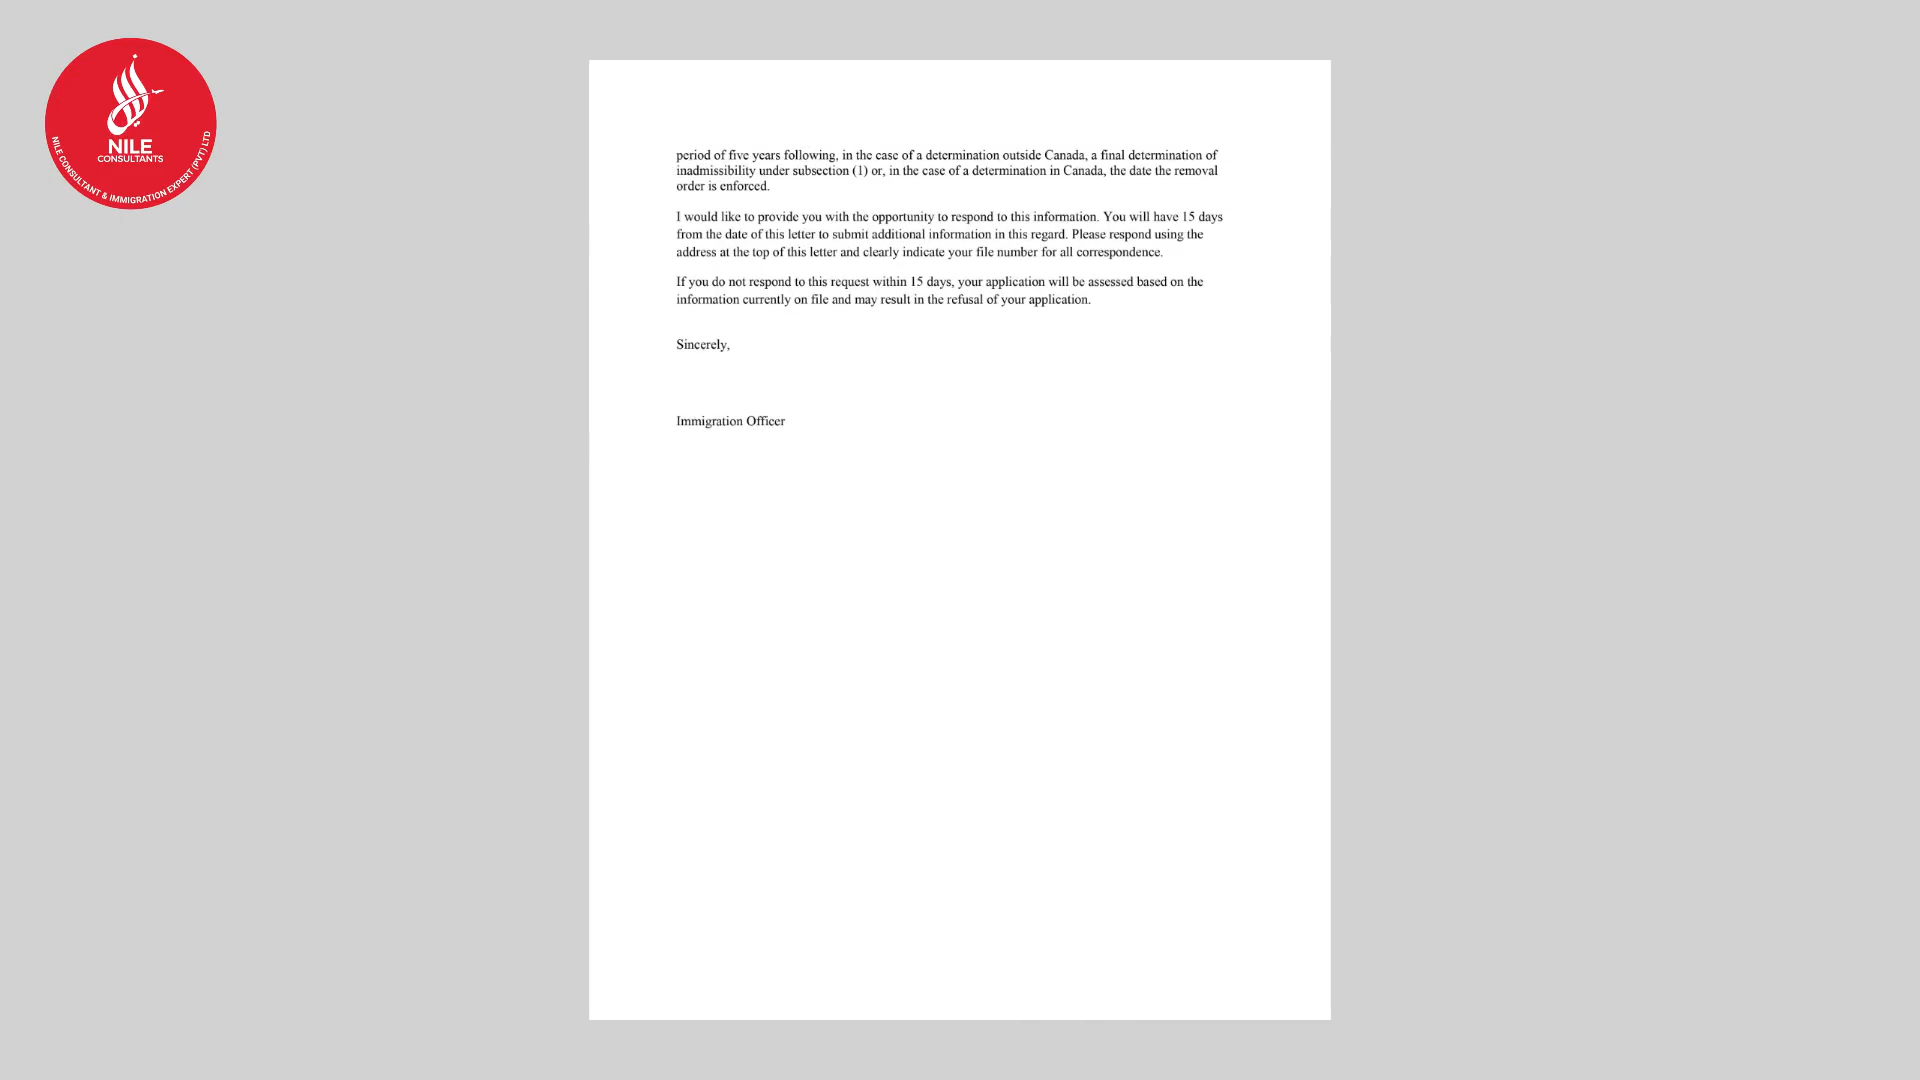 NILE
CONSULTANTS
NILE CONSULTANT & IMMIGRATION EXPERT (PVT) LTD
period of five years following, in the case of a determination outside Canada, a final determination of
inadmissibility under subsection (1) or, in the case of a determination in Canada, the date the removal
order is enforced.
I would like to provide you with the opportunity to respond to this information. You will have 15 days
from the date of this letter to submit additional information in this regard. Please respond using the
address at the top of this letter and clearly indicate your file number for all correspondence.
If you do not respond to this request within 15 days, your application will be assessed based on the
information currently on file and may result in the refusal of your application.
Sincerely,
Immigration Officer